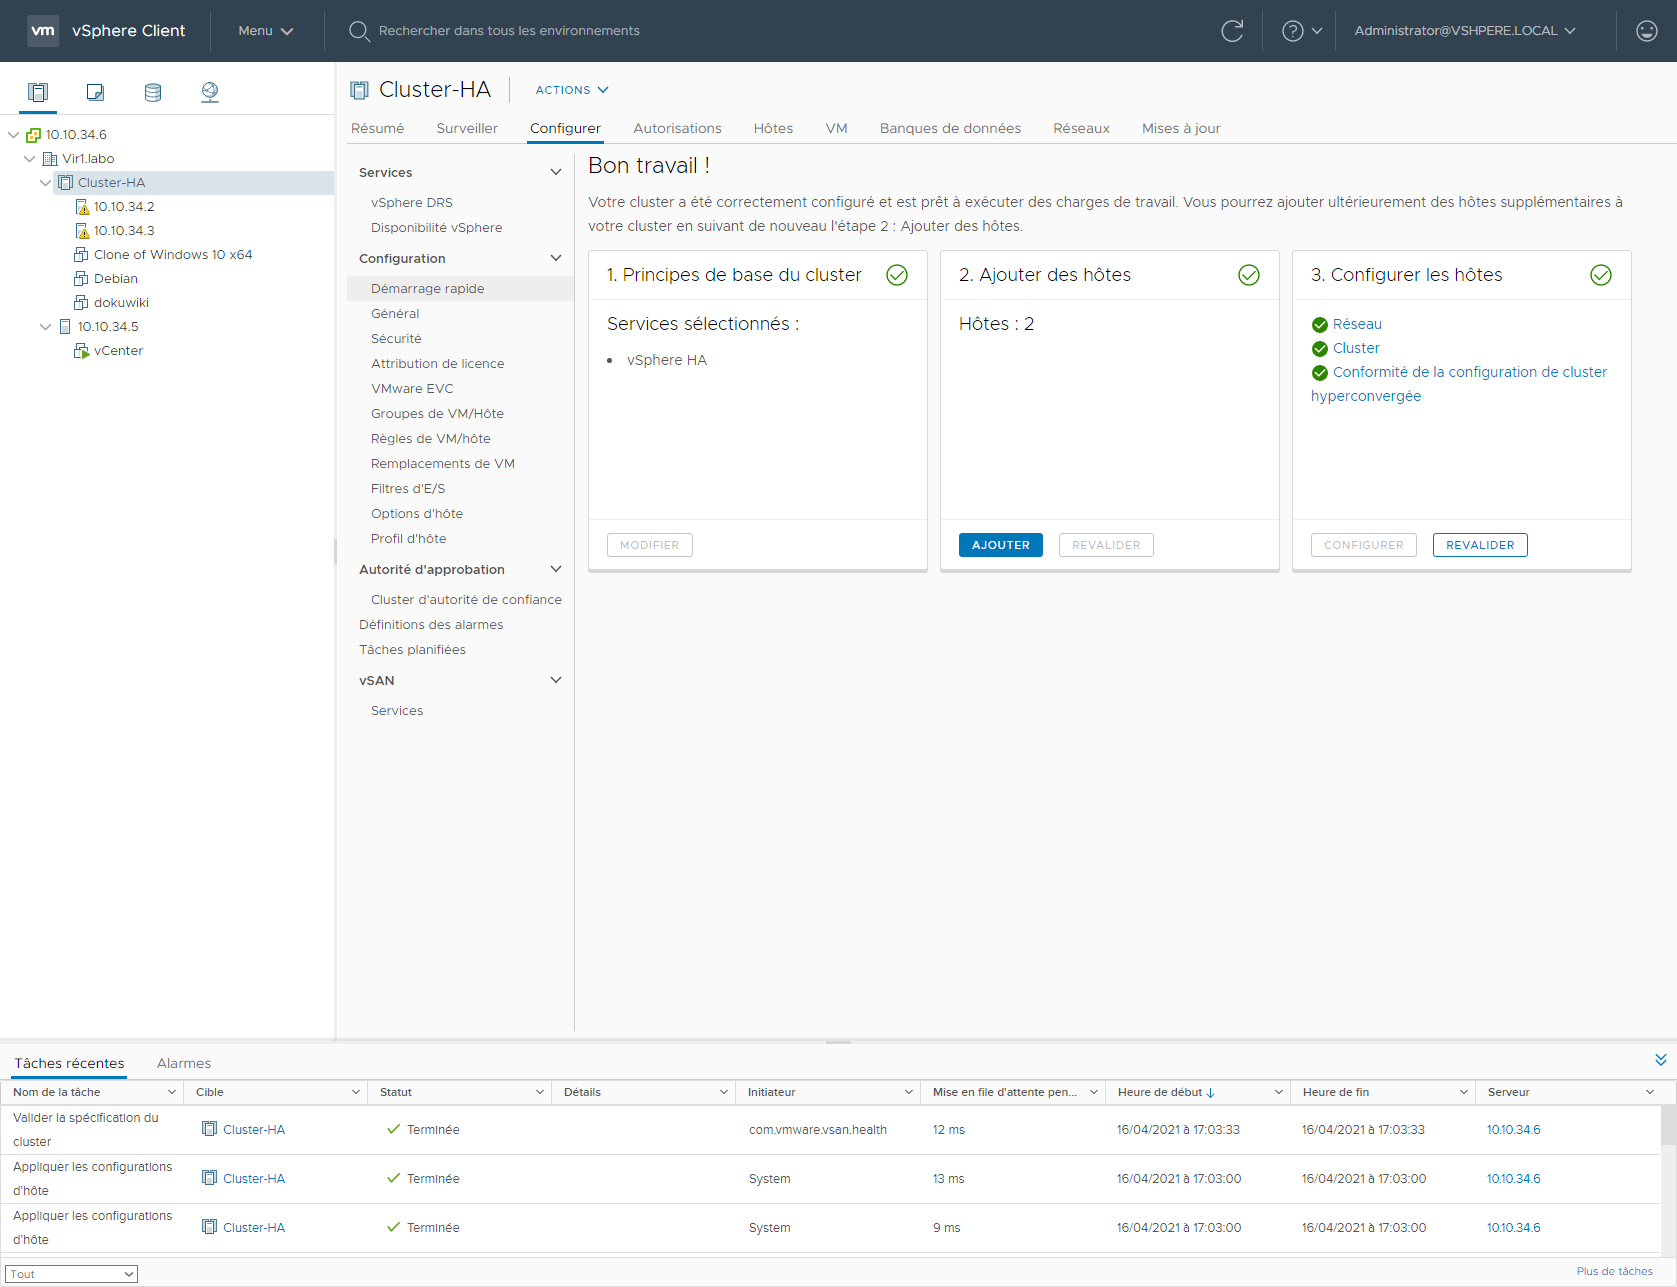 vm vSphere Client Menu Rechercher dans tous les environnements Administrator@VSHPERE.LOCAL
Cluster-HA ACTIONS
Résumé Surveiller Configurer Autorisations Hôtes VM Banques de données Réseaux Mises à jour
10.10.34.6
Vir1.labo
Cluster-HA
10.10.34.2
10.10.34.3
Clone of Windows 10 x64
Debian
dokuwiki
10.10.34.5
vCenter
Services
vSphere DRS
Disponibilité vSphere
Configuration
Démarrage rapide
Général
Sécurité
Attribution de licence
VMware EVC
Groupes de VM/Hôte
Règles de VM/hôte
Remplacements de VM
Filtres d'E/S
Options d'hôte
Profil d'hôte
Autorité d'approbation
Cluster d'autorité de confiance
Définitions des alarmes
Tâches planifiées
vSAN
Services
Bon travail !
Votre cluster a été correctement configuré et est prêt à exécuter des charges de travail. Vous pourrez ajouter ultérieurement des hôtes supplémentaires à
votre cluster en suivant de nouveau l'étape 2 : Ajouter des hôtes.
1. Principes de base du cluster
Services sélectionnés :
• vSphere HA
MODIFIER
2. Ajouter des hôtes
Hôtes : 2
AJOUTER REVALIDER
3. Configurer les hôtes
Réseau
Cluster
Conformité de la configuration de cluster
hyperconvergée
CONFIGURER REVALIDER
Tâches récentes Alarmes
Nom de la tâche Cible Statut Détails Initiateur Mise en file d'attente pen... Heure de début Heure de fin Serveur
Valider la spécification du
cluster
Cluster-HA Terminée com.vmware.vsan.health 12 ms 16/04/2021 à 17:03:33 16/04/2021 à 17:03:33 10.10.34.6
Appliquer les configurations
d'hôte
Cluster-HA Terminée System 13 ms 16/04/2021 à 17:03:00 16/04/2021 à 17:03:00 10.10.34.6
Appliquer les configurations
d'hôte
Cluster-HA Terminée System 9 ms 16/04/2021 à 17:03:00 16/04/2021 à 17:03:00 10.10.34.6
Tout Plus de tâches